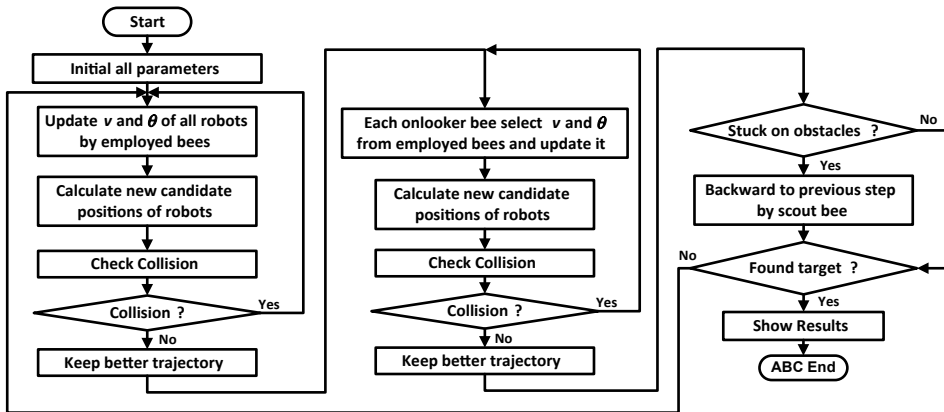 Start
Initial all parameters
Update v and θ of all robots
by employed bees
Calculate new candidate
positions of robots
Check Collision
Collision ?
Yes
No
Keep better trajectory
Each onlooker bee select v and θ
from employed bees and update it
Calculate new candidate
positions of robots
Check Collision
Collision ?
Yes
No
Keep better trajectory
Stuck on obstacles ?
No
Yes
Backward to previous step
by scout bee
Found target ?
No
Yes
Show Results
ABC End